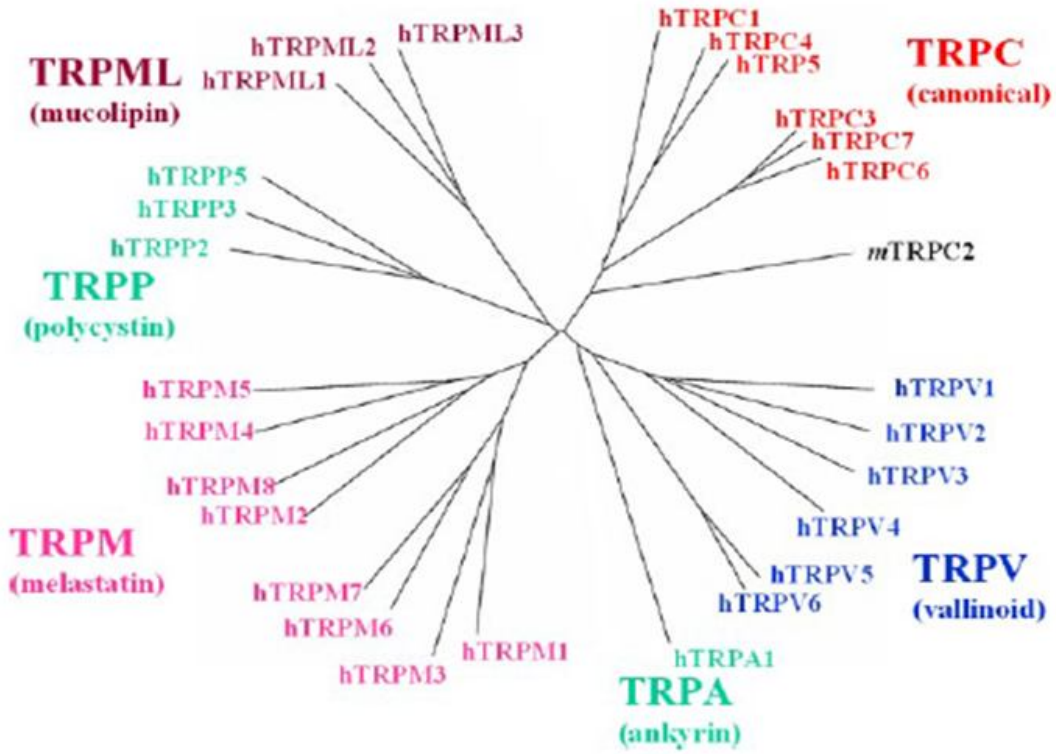 hTRPML3
hTRPML2
hTRPML1
TRPML
(mucolipin)
hTRPP5
hTRPP3
hTRPP2
TRPP
(polycystin)
hTRPM5
hTRPM4
hTRPM8
hTRPM2
TRPM
(melastatin)
hTRPM7
hTRPM6
hTRPM3
hTRPM1
hTRPC1
hTRPC4
hTRP5
TRPC
(canonical)
hTRPC3
hTRPC7
hTRPC6
mTRPC2
hTRPV1
hTRPV2
hTRPV3
hTRPV4
hTRPV5
hTRPV6
TRPV
(vallinoid)
hTRPA1
TRPA
(ankyrin)